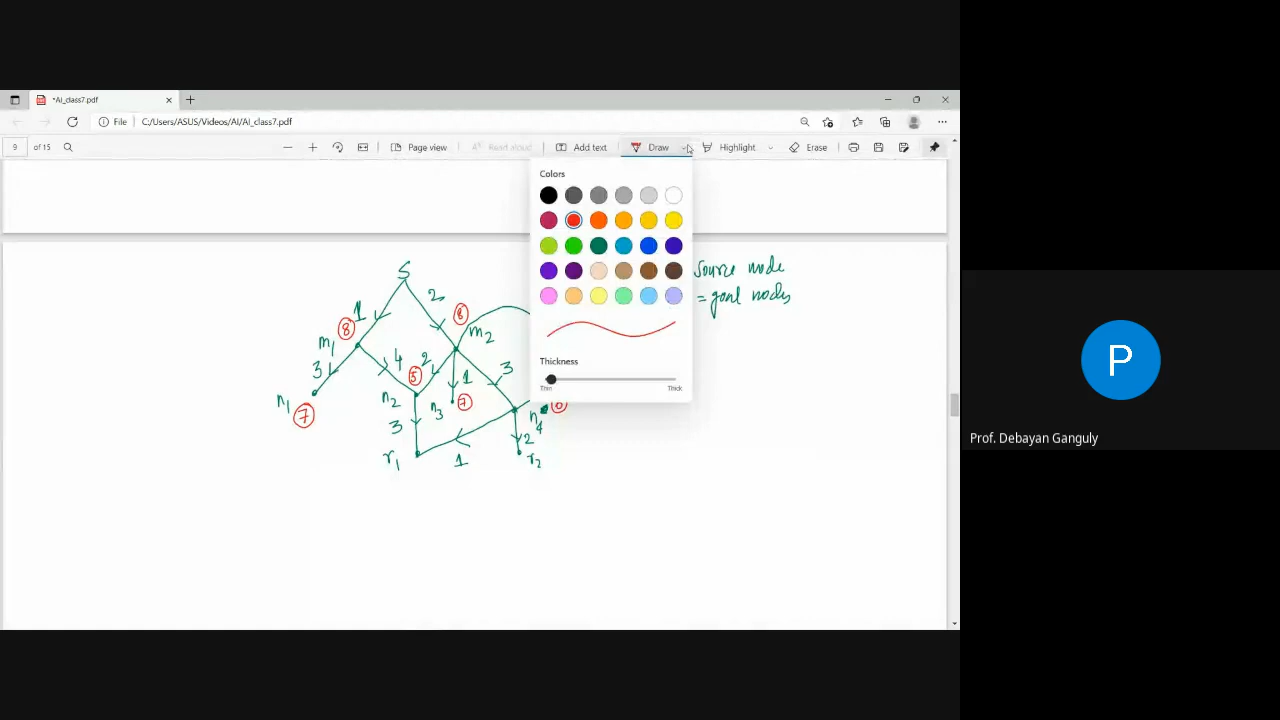 *AI_class7.pdf
File C:/Users/ASUS/Videos/AI/AI_class7.pdf
9 of 15 Page view Read aloud Add text Draw Highlight Erase
Colors
S source node
2 = goal nodes
1 8
8 m2
m1
3 4 2 3 Thickness
5 1 Thin Thick
n1 n2 n3 7
7 n4
3 2
r1 1 r2
P
Prof. Debayan Ganguly